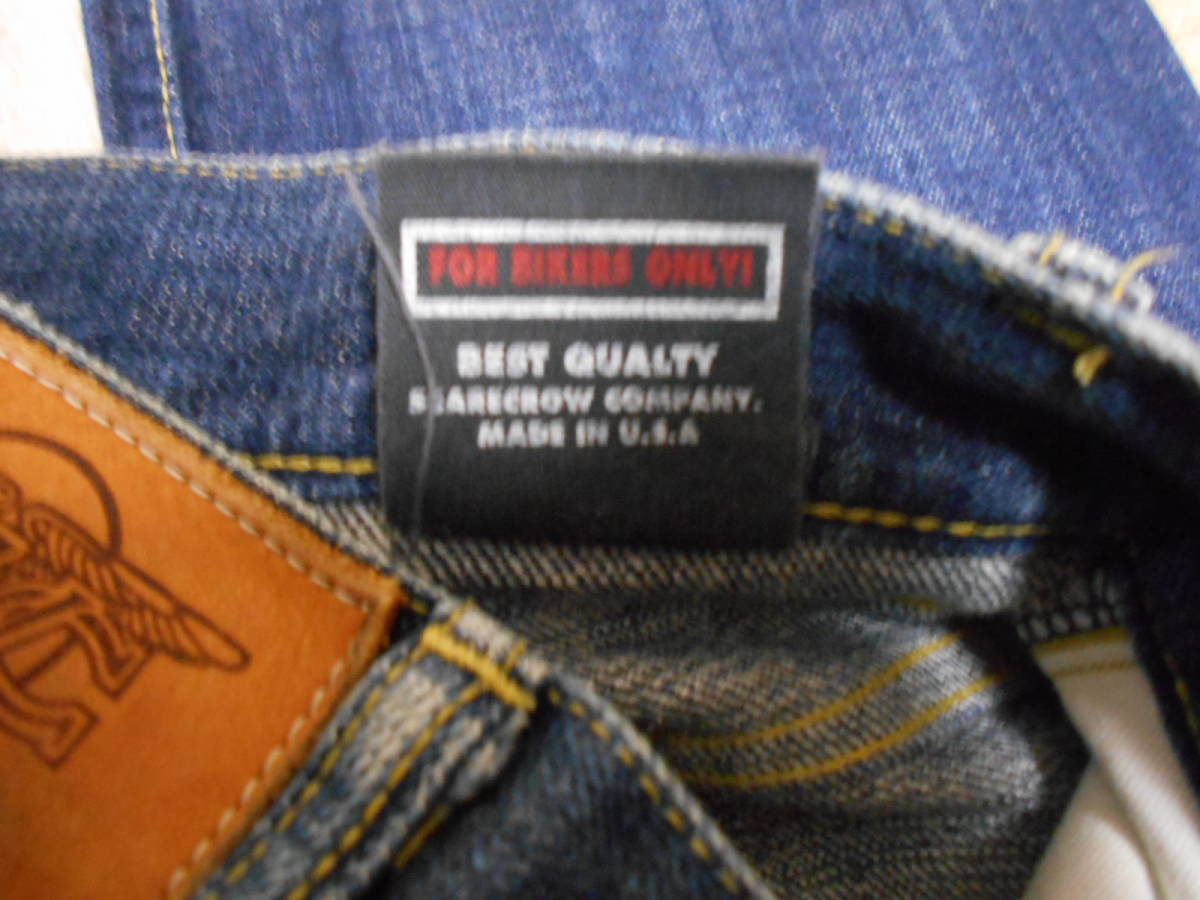 FOR BIKERS ONLY!
BEST QUALTY
SCARECROW COMPANY.
MADE IN U.S.A